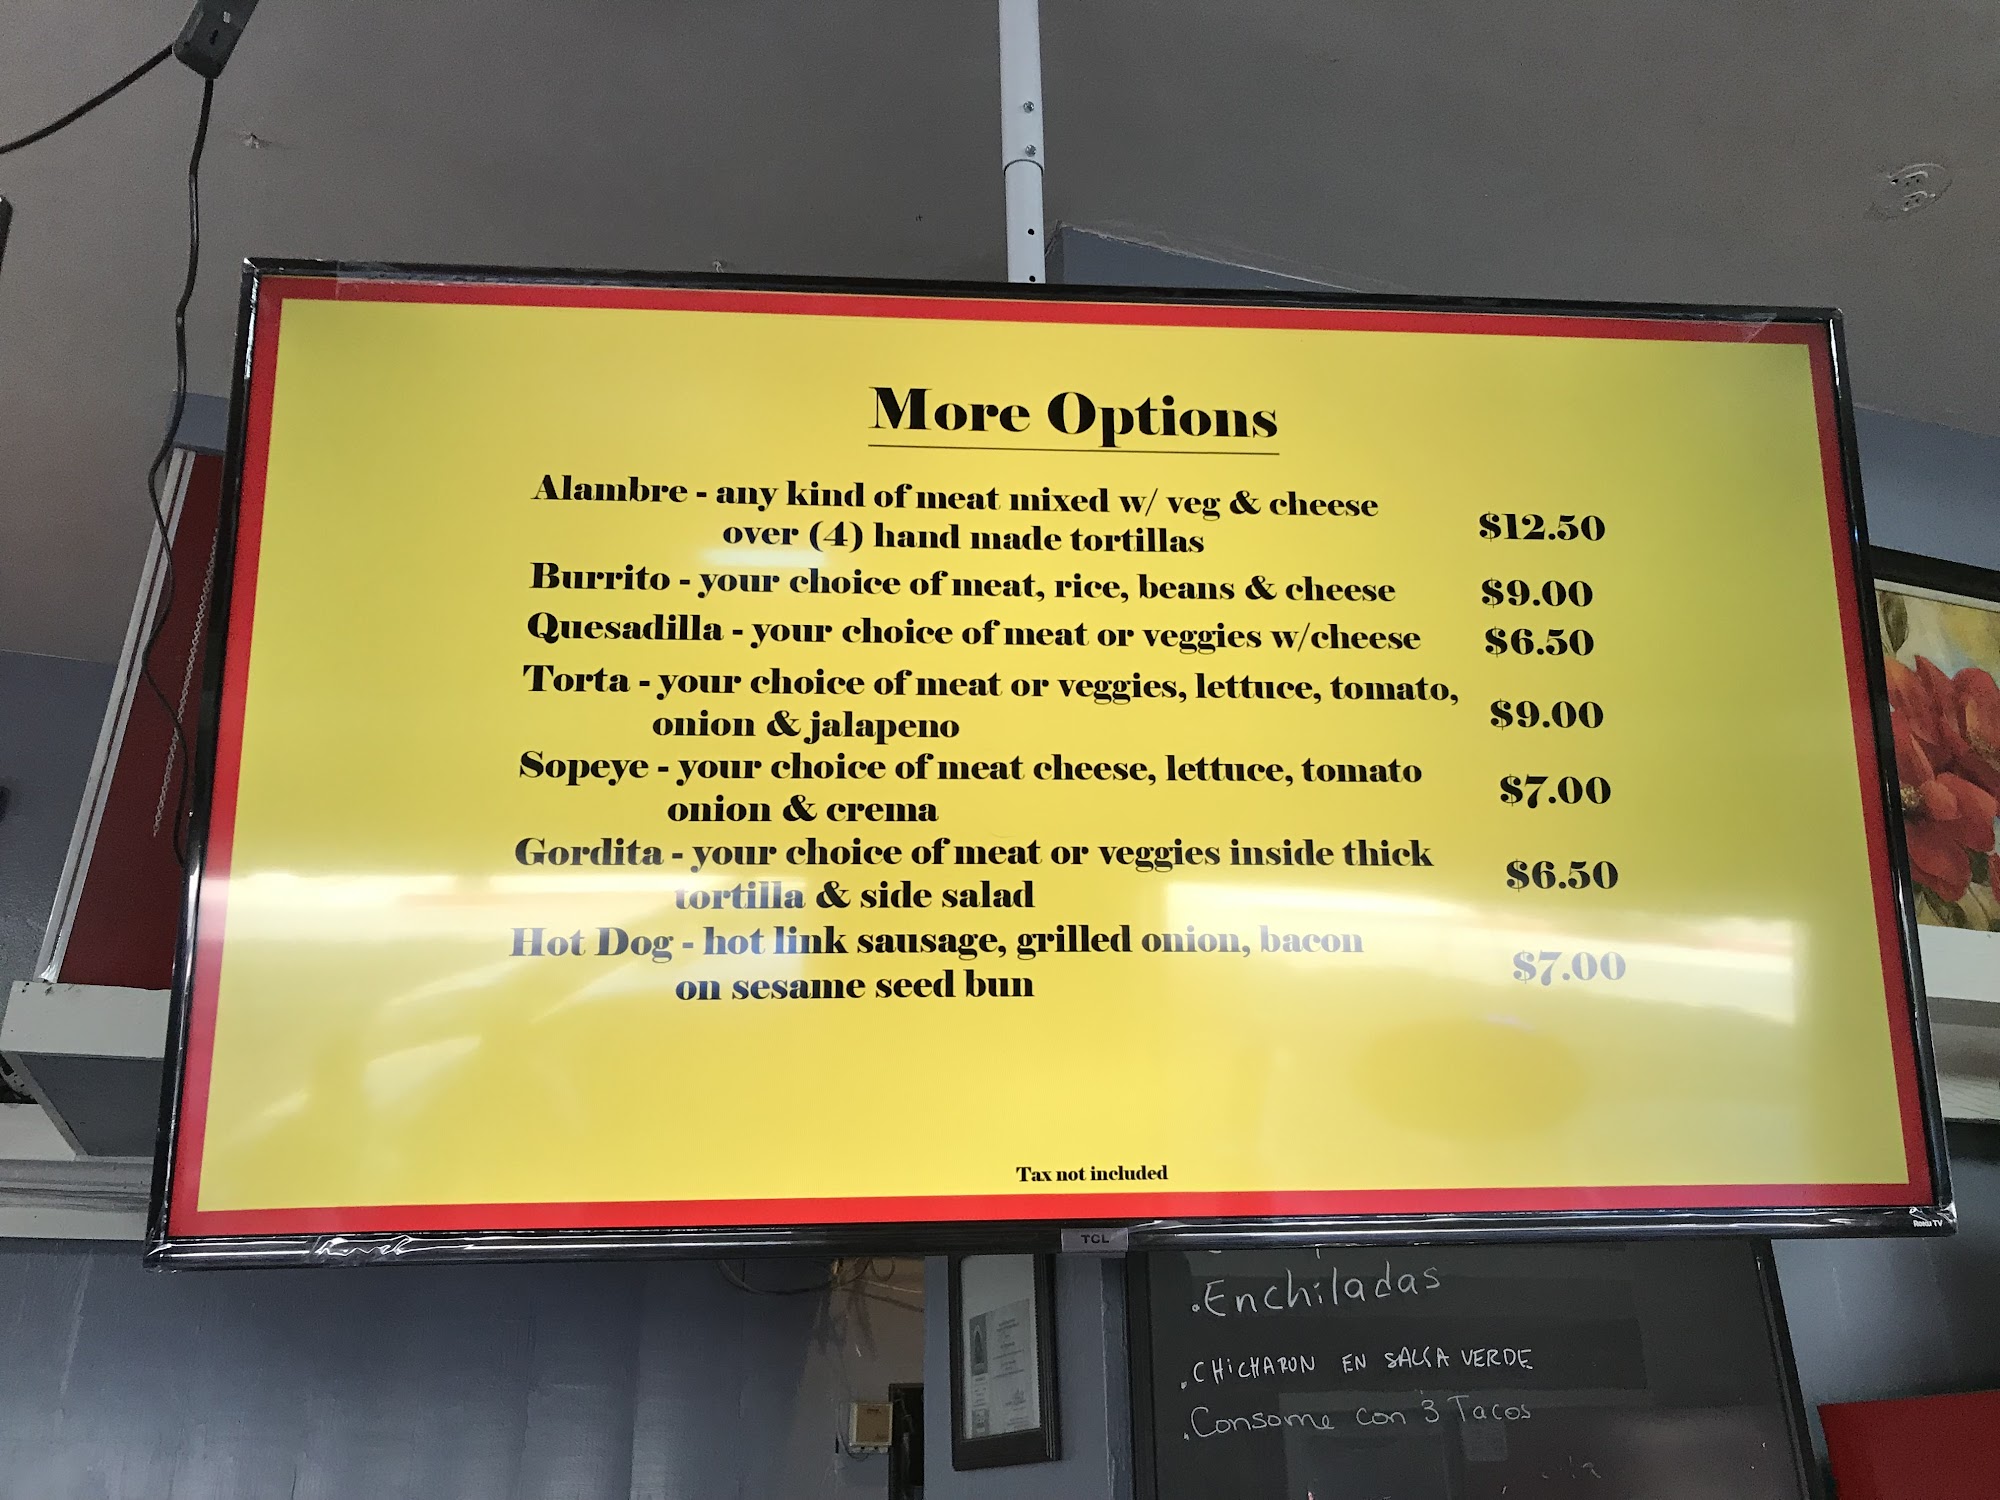 More Options
Alambre - any kind of meat mixed w/ veg & cheese $12.50
over (4) hand made tortillas
Burrito - your choice of meat, rice, beans & cheese $9.00
Quesadilla - your choice of meat or veggies w/cheese $6.50
Torta - your choice of meat or veggies, lettuce, tomato, $9.00
onion & jalapeno
Sopeye - your choice of meat cheese, lettuce, tomato $7.00
onion & crema
Gordita - your choice of meat or veggies inside thick $6.50
tortilla & side salad
Hot Dog - hot link sausage, grilled onion, bacon $7.00
on sesame seed bun
Tax not included
Roku TV
TCL
.Enchiladas
.CHiCHARON EN SALSA VERDE
.Consome con 3 Tacos